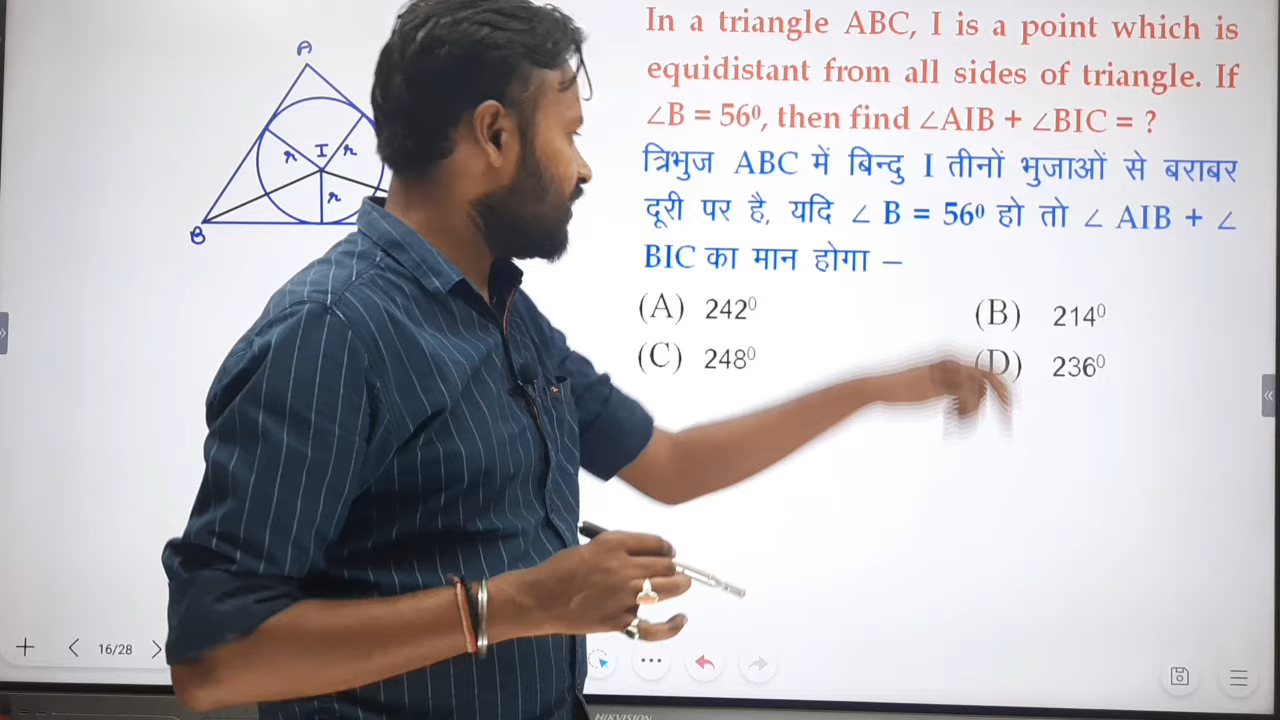 In a triangle ABC, I is a point which is
equidistant from all sides of triangle. If
∠B = 56⁰, then find ∠AIB + ∠BIC = ?
त्रिभुज ABC में बिन्दु I तीनों भुजाओं से बराबर
दूरी पर है, यदि ∠ B = 56⁰ हो तो ∠ AIB + ∠
BIC का मान होगा –
(A) 242⁰ (B) 214⁰
(C) 248⁰ (D) 236⁰
A
I
r r
r
B
16/28
HIKVISION